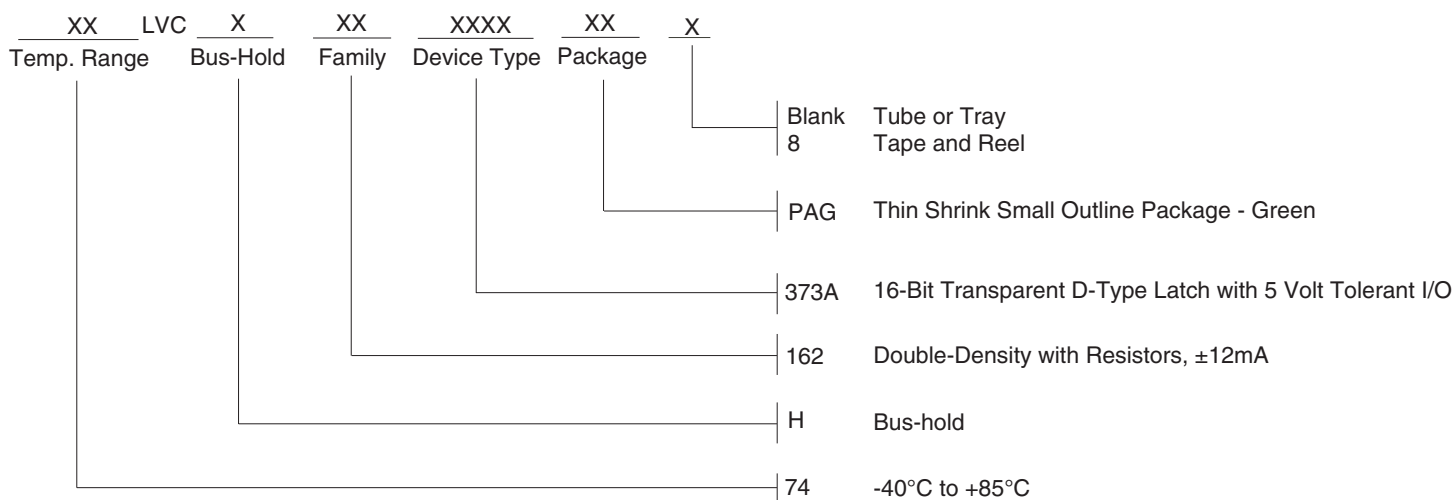 XX LVC X XX XXXX XX X
Temp. Range Bus-Hold Family Device Type Package
Blank Tube or Tray
8 Tape and Reel
PAG Thin Shrink Small Outline Package - Green
373A 16-Bit Transparent D-Type Latch with 5 Volt Tolerant I/O
162 Double-Density with Resistors, ±12mA
H Bus-hold
74 -40°C to +85°C